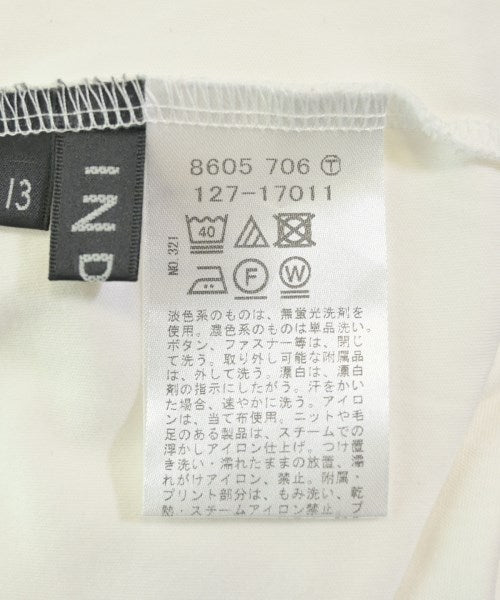 8605 706 Ⓣ
127-17011
NO 321
40
F
W
淡色系のものは、無蛍光洗剤を
使用。濃色系のものは単品洗い。
ボタン、ファスナー等は、閉じ
て洗う。取り外し可能な附属品
は、外して洗う。漂白は、漂白
剤の指示にしたがう。汗をかい
た場合、速やかに洗う。アイロ
ンは、当て布使用。ニットや毛
足のある製品は、スチームでの
浮かしアイロン仕上げ。つけ置
き洗い・濡れたままの放置、濡
れがけアイロン、禁止。附属・
プリント部分は、もみ洗い、乾
熱・スチームアイロン禁止。プ
13
IND